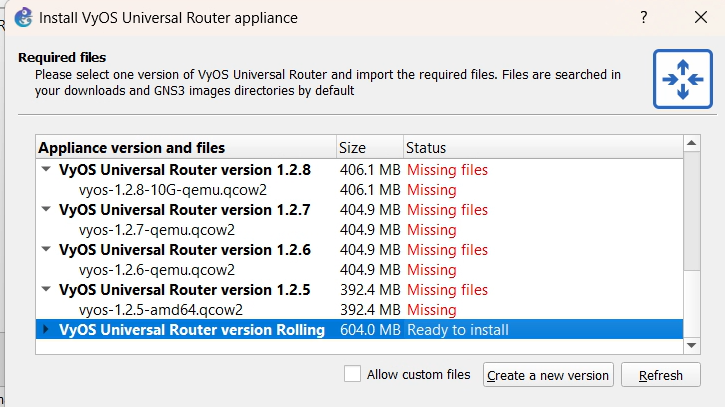 Install VyOS Universal Router appliance ?
Required files
Please select one version of VyOS Universal Router and import the required files. Files are searched in
your downloads and GNS3 images directories by default
Appliance version and files Size Status
VyOS Universal Router version 1.2.8 406.1 MB Missing files
vyos-1.2.8-10G-qemu.qcow2 406.1 MB Missing
VyOS Universal Router version 1.2.7 404.9 MB Missing files
vyos-1.2.7-qemu.qcow2 404.9 MB Missing
VyOS Universal Router version 1.2.6 404.9 MB Missing files
vyos-1.2.6-qemu.qcow2 404.9 MB Missing
VyOS Universal Router version 1.2.5 392.4 MB Missing files
vyos-1.2.5-amd64.qcow2 392.4 MB Missing
VyOS Universal Router version Rolling 604.0 MB Ready to install
Allow custom files Create a new version Refresh